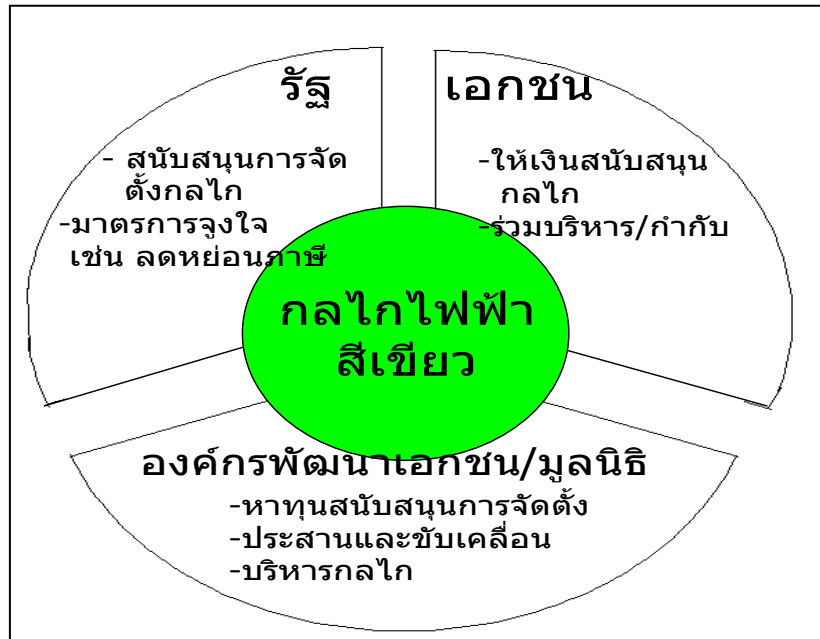 รัฐ
- สนับสนุนการจัด
ตั้งกลไก
-มาตรการจูงใจ
เช่น ลดหย่อนภาษี
เอกชน
-ให้เงินสนับสนุน
กลไก
-ร่วมบริหาร/กำกับ
กลไกไฟฟ้า
สีเขียว
องค์กรพัฒนาเอกชน/มูลนิธิ
-หาทุนสนับสนุนการจัดตั้ง
-ประสานและขับเคลื่อน
-บริหารกลไก